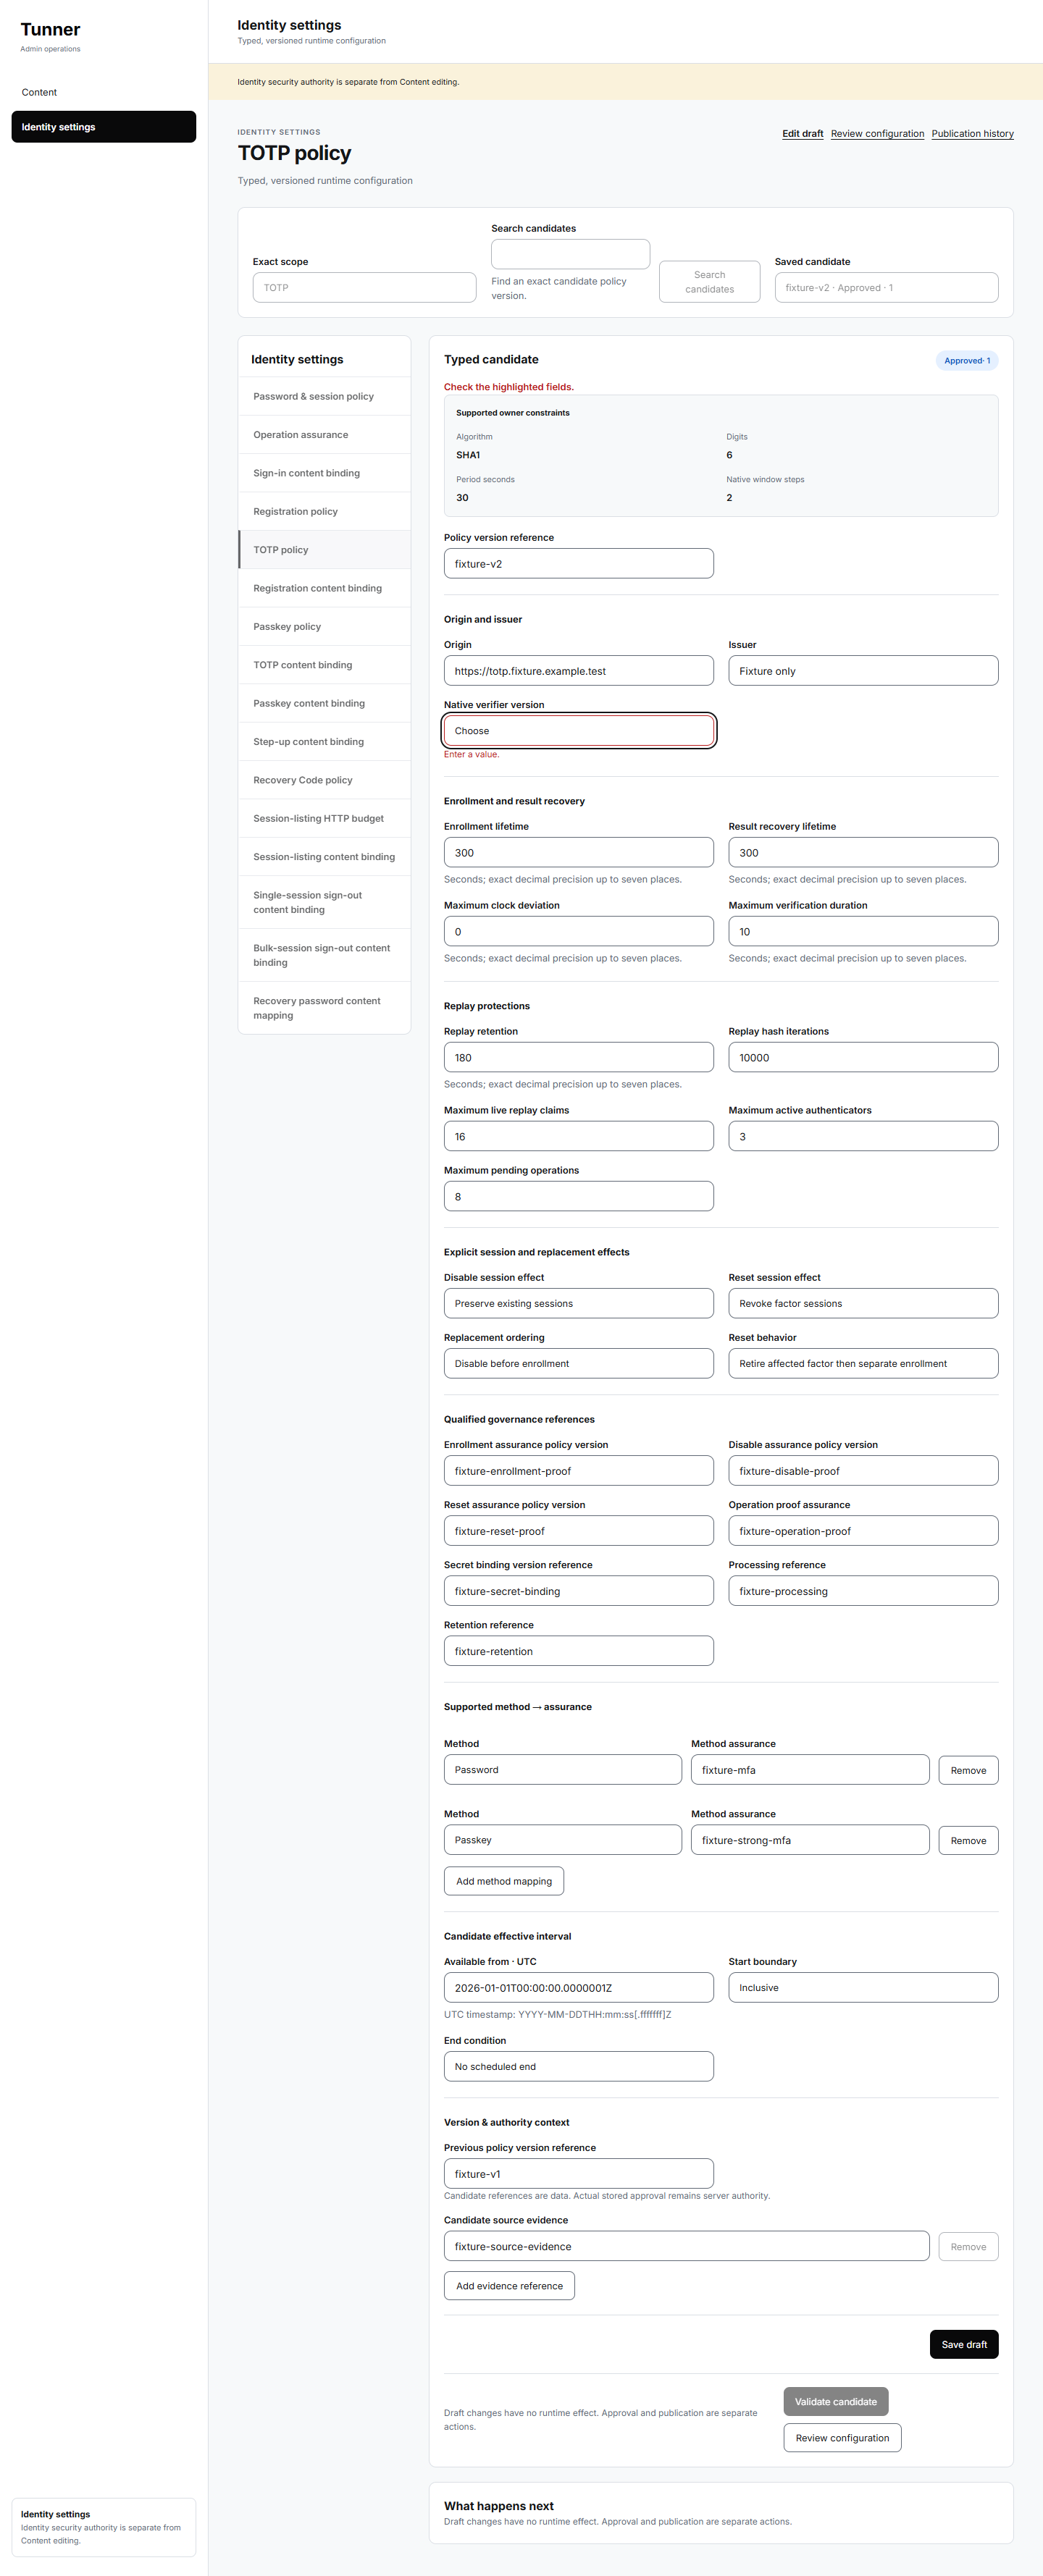 Tunner
Admin operations
Content
Identity settings
Identity settings
Typed, versioned runtime configuration
Identity security authority is separate from Content editing.
IDENTITY SETTINGS
TOTP policy
Typed, versioned runtime configuration
Edit draft Review configuration Publication history
Exact scope
TOTP
Search candidates
Find an exact candidate policy
version.
Search
candidates
Saved candidate
fixture-v2 · Approved · 1
Identity settings
Password & session policy
Operation assurance
Sign-in content binding
Registration policy
TOTP policy
Registration content binding
Passkey policy
TOTP content binding
Passkey content binding
Step-up content binding
Recovery Code policy
Session-listing HTTP budget
Session-listing content binding
Single-session sign-out
content binding
Bulk-session sign-out content
binding
Recovery password content
mapping
Typed candidate
Approved· 1
Check the highlighted fields.
Supported owner constraints
Algorithm Digits
SHA1 6
Period seconds Native window steps
30 2
Policy version reference
fixture-v2
Origin and issuer
Origin Issuer
https://totp.fixture.example.test Fixture only
Native verifier version
Choose
Enter a value.
Enrollment and result recovery
Enrollment lifetime Result recovery lifetime
300 300
Seconds; exact decimal precision up to seven places. Seconds; exact decimal precision up to seven places.
Maximum clock deviation Maximum verification duration
0 10
Seconds; exact decimal precision up to seven places. Seconds; exact decimal precision up to seven places.
Replay protections
Replay retention Replay hash iterations
180 10000
Seconds; exact decimal precision up to seven places.
Maximum live replay claims Maximum active authenticators
16 3
Maximum pending operations
8
Explicit session and replacement effects
Disable session effect Reset session effect
Preserve existing sessions Revoke factor sessions
Replacement ordering Reset behavior
Disable before enrollment Retire affected factor then separate enrollment
Qualified governance references
Enrollment assurance policy version Disable assurance policy version
fixture-enrollment-proof fixture-disable-proof
Reset assurance policy version Operation proof assurance
fixture-reset-proof fixture-operation-proof
Secret binding version reference Processing reference
fixture-secret-binding fixture-processing
Retention reference
fixture-retention
Supported method → assurance
Method Method assurance
Password fixture-mfa Remove
Method Method assurance
Passkey fixture-strong-mfa Remove
Add method mapping
Candidate effective interval
Available from · UTC Start boundary
2026-01-01T00:00:00.0000001Z Inclusive
UTC timestamp: YYYY-MM-DDTHH:mm:ss[.fffffff]Z
End condition
No scheduled end
Version & authority context
Previous policy version reference
fixture-v1
Candidate references are data. Actual stored approval remains server authority.
Candidate source evidence
fixture-source-evidence Remove
Add evidence reference
Save draft
Draft changes have no runtime effect. Approval and publication are separate
actions.
Validate candidate
Review configuration
What happens next
Draft changes have no runtime effect. Approval and publication are separate actions.
Identity settings
Identity security authority is separate from
Content editing.